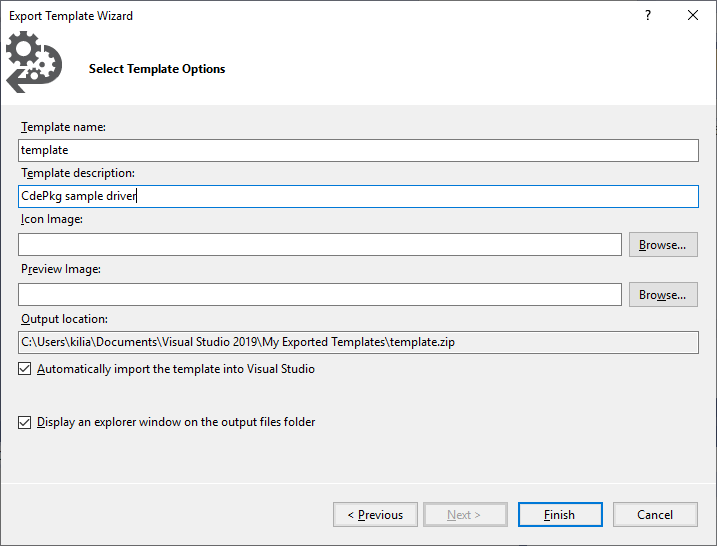 Export Template Wizard
?
Select Template Options
Template name:
template
Template description:
CdePkg sample driver
Icon Image:
Browse...
Preview Image:
Browse...
Output location:
C:\Users\kilia\Documents\Visual Studio 2019\My Exported Templates\template.zip
Automatically import the template into Visual Studio
Display an explorer window on the output files folder
< Previous Next > Finish Cancel